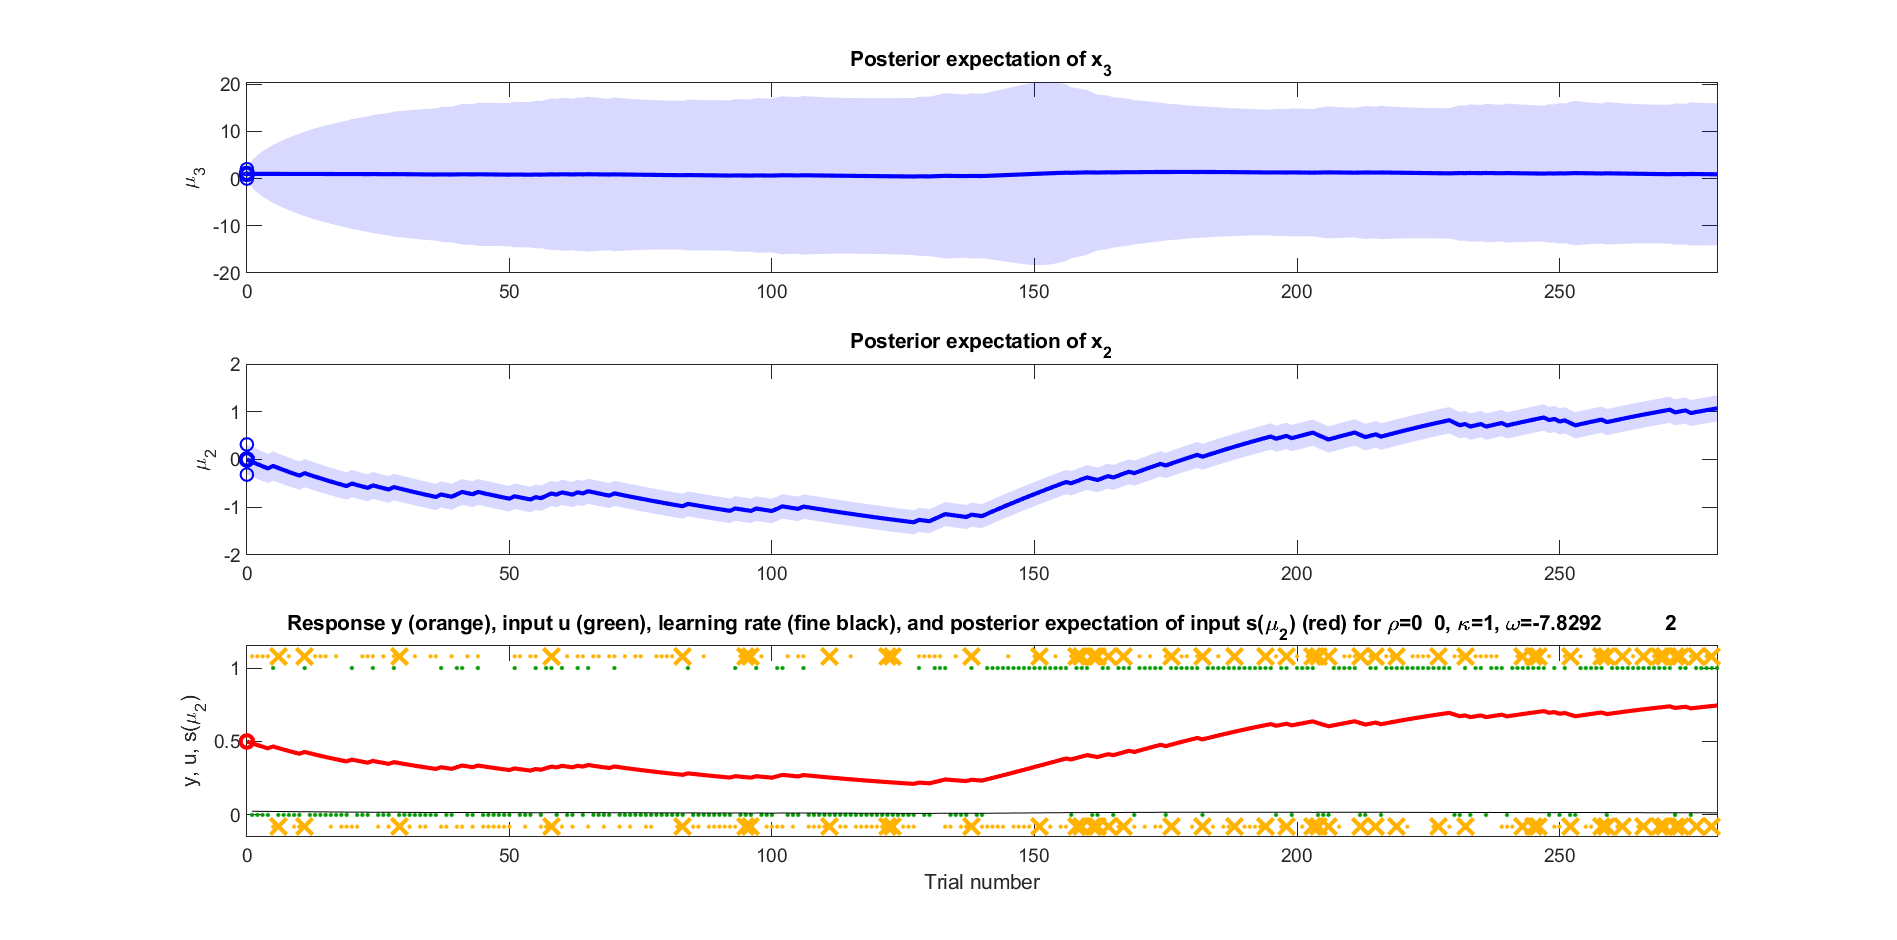 Posterior expectation of x3
20
10
0
-10
-20
μ3
0 50 100 150 200 250
Posterior expectation of x2
2
1
0
-1
-2
μ2
0 50 100 150 200 250
Response y (orange), input u (green), learning rate (fine black), and posterior expectation of input s(μ2) (red) for ρ=0 0, κ=1, ω=-7.8292 2
1
0.5
0
y, u, s(μ2)
0 50 100 150 200 250
Trial number